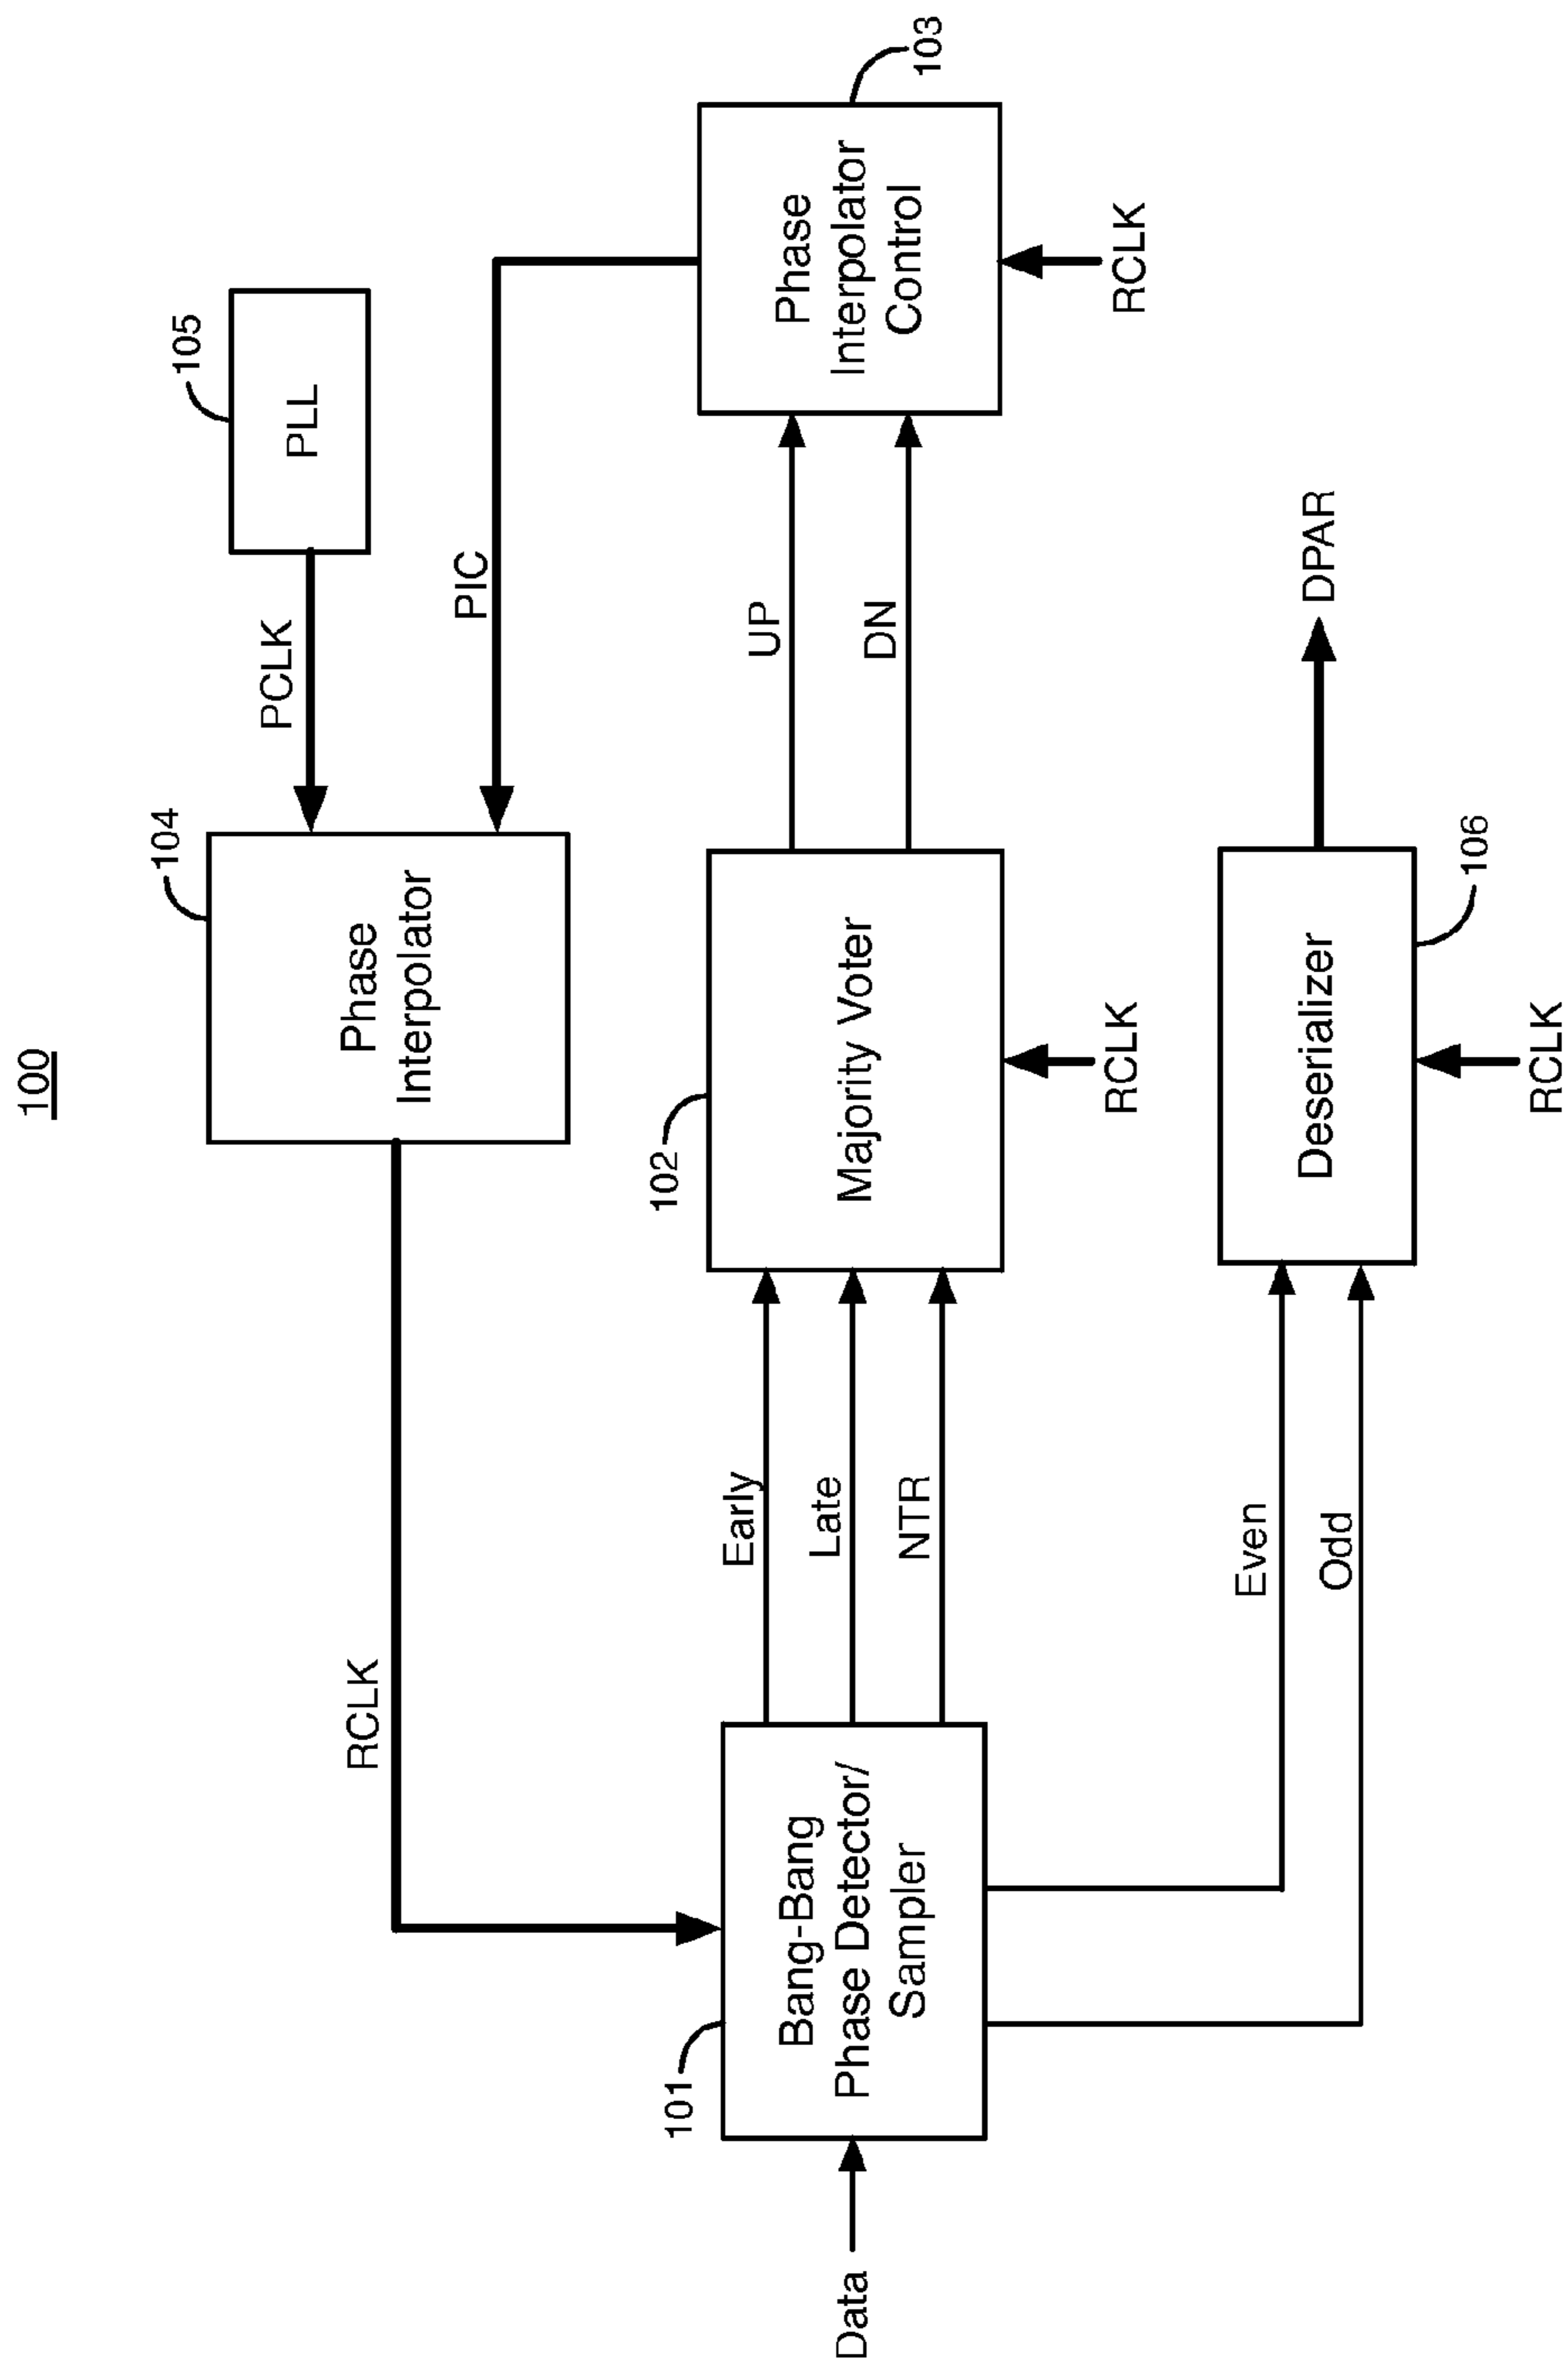 100
105
PLL
104
PCLK
Phase
Interpolator
PIC
RCLK
103
Phase
Interpolator
Control
RCLK
102
Majority Voter
UP
DN
RCLK
Early
Late
NTR
101
Bang-Bang
Phase Detector/
Sampler
Data
Even
Odd
Deserializer
106
RCLK
DPAR